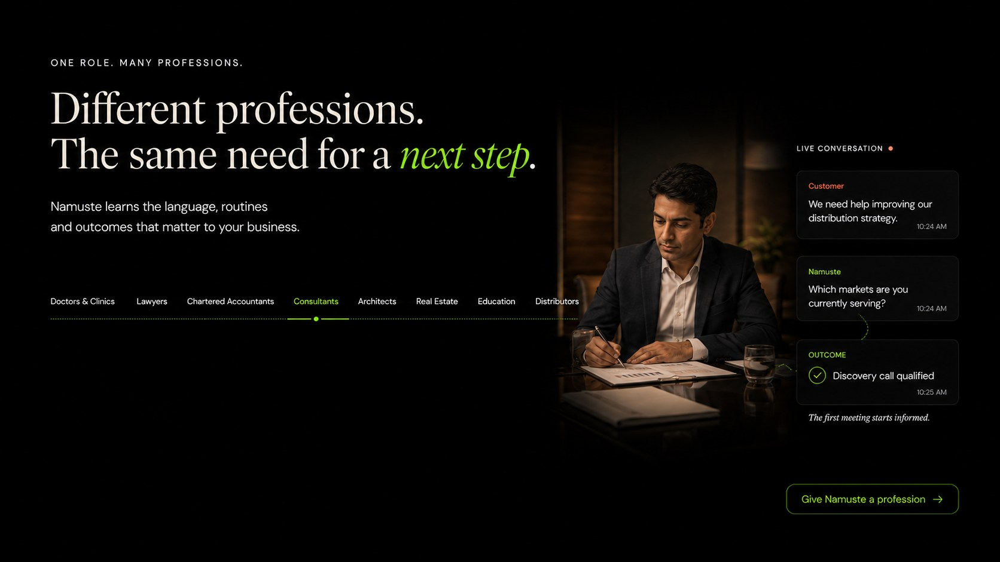 ONE ROLE. MANY PROFESSIONS.
Different professions.
The same need for a next step.
Namuste learns the language, routines
and outcomes that matter to your business.
Doctors & Clinics Lawyers Chartered Accountants Consultants Architects Real Estate Education Distributors
LIVE CONVERSATION
Customer
We need help improving our
distribution strategy.
10:24 AM
Namuste
Which markets are you
currently serving?
10:24 AM
OUTCOME
Discovery call qualified
10:25 AM
The first meeting starts informed.
Give Namuste a profession →